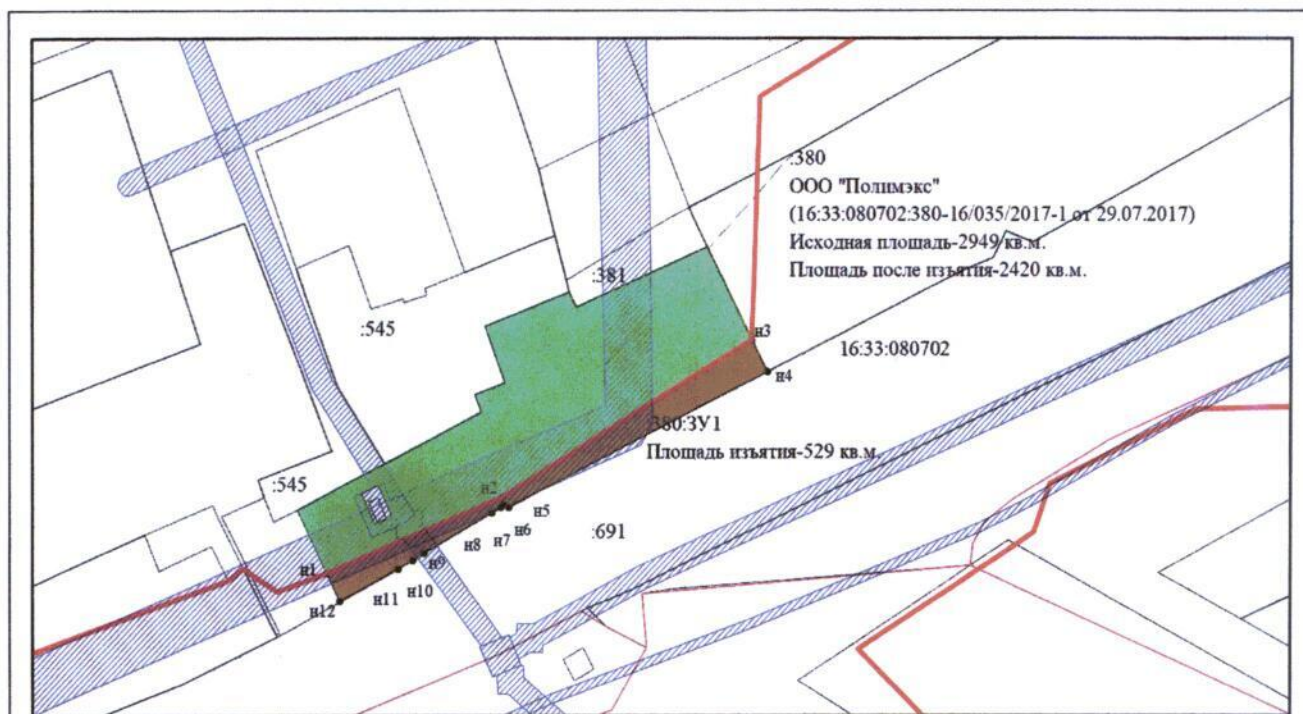 :380
ООО "Полимэкс"
(16:33:080702:380-16/035/2017-1 от 29.07.2017)
Исходная площадь-2949 кв.м.
Площадь после изъятия-2420 кв.м.
:381
:545
н3
16:33:080702
н4
:380:ЗУ1
Площадь изъятия-529 кв.м.
:545
н2
н5
н6
н7
н8
:691
н9
н1
н10
н11
н12